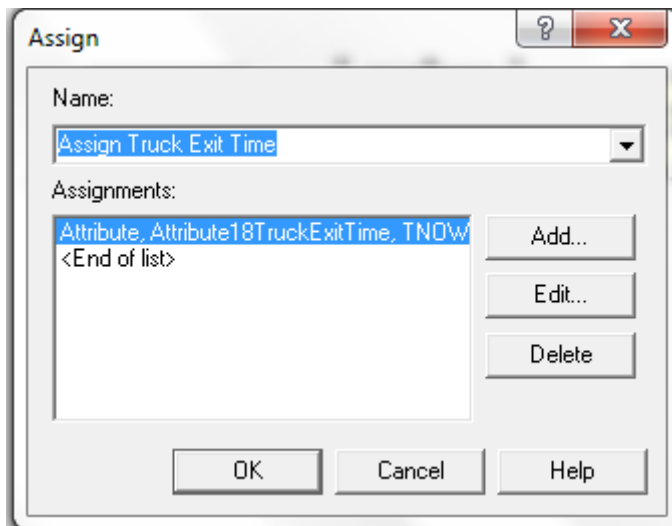 Assign
?
Name:
Assign Truck Exit Time
Assignments:
Attribute, Attribute18TruckExitTime, TNOW
<End of list>
Add...
Edit...
Delete
OK
Cancel
Help